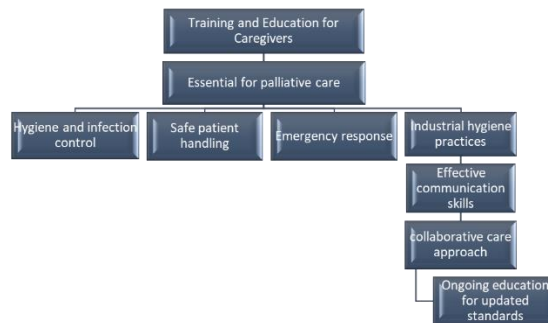 Training and Education for
Caregivers
Essential for palliative care
Hygiene and infection
control
Safe patient
handling
Emergency response
Industrial hygiene
practices
Effective
communication
skills
collaborative care
approach
Ongoing education
for updated
standards